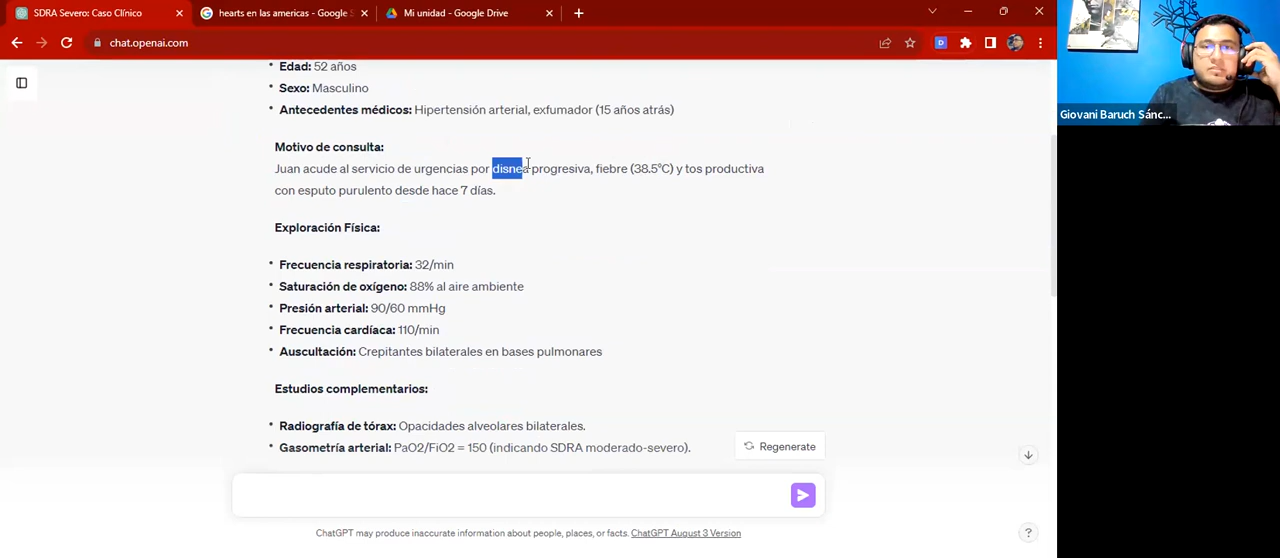 SDRA Severo: Caso Clínico
hearts en las americas - Google S
Mi unidad - Google Drive
chat.openai.com
Edad: 52 años
Sexo: Masculino
Antecedentes médicos: Hipertensión arterial, exfumador (15 años atrás)
Motivo de consulta:
Juan acude al servicio de urgencias por disnea progresiva, fiebre (38.5°C) y tos productiva
con esputo purulento desde hace 7 días.
Exploración Física:
Frecuencia respiratoria: 32/min
Saturación de oxígeno: 88% al aire ambiente
Presión arterial: 90/60 mmHg
Frecuencia cardíaca: 110/min
Auscultación: Crepitantes bilaterales en bases pulmonares
Estudios complementarios:
Radiografía de tórax: Opacidades alveolares bilaterales.
Gasometría arterial: PaO2/FiO2 = 150 (indicando SDRA moderado-severo).
Regenerate
ChatGPT may produce inaccurate information about people, places, or facts. ChatGPT August 3 Version
?
Giovani Baruch Sánc...